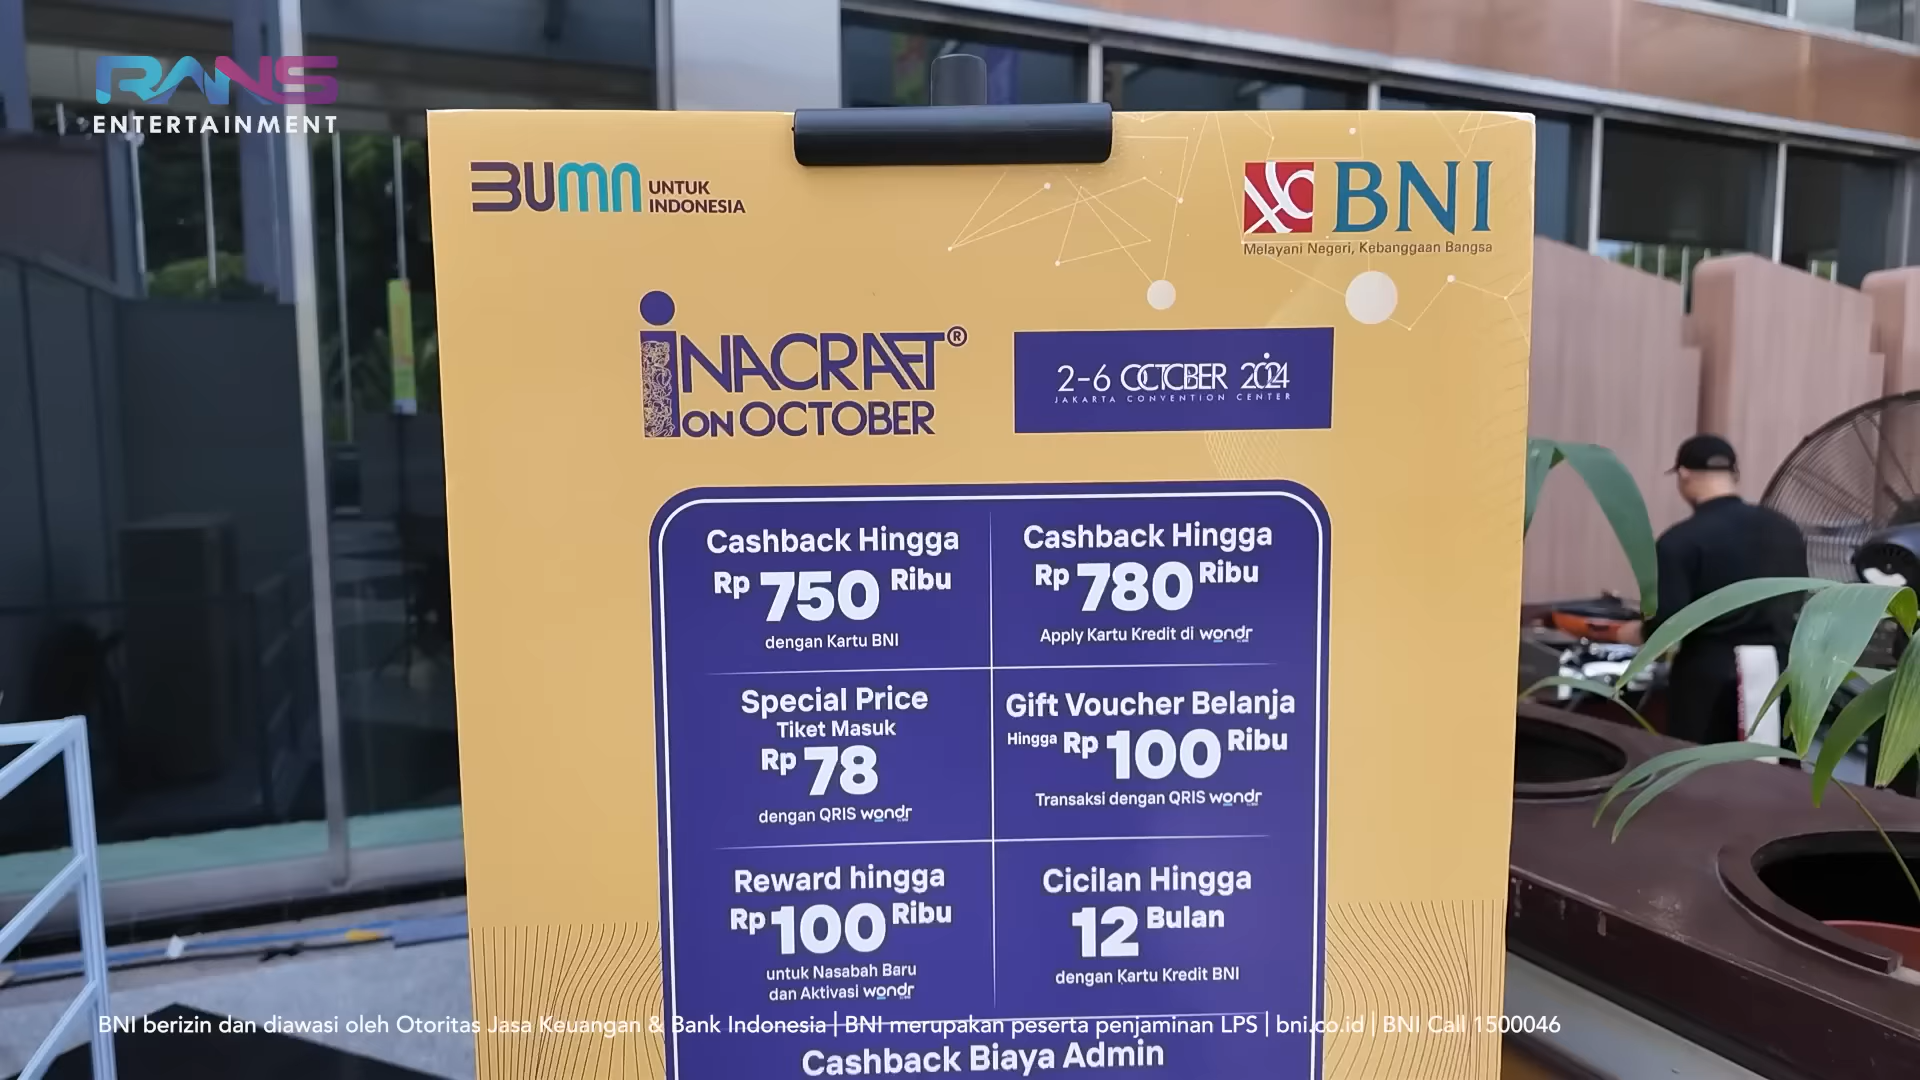 RANS
ENTERTAINMENT
BUMN UNTUK
INDONESIA
BNI
Melayani Negeri, Kebanggaan Bangsa
iNACRAFT®
ON OCTOBER
2-6 OCTOBER 2024
JAKARTA CONVENTION CENTER
Cashback Hingga
Rp 750 Ribu
dengan Kartu BNI
Cashback Hingga
Rp 780 Ribu
Apply Kartu Kredit di wondr
Special Price
Tiket Masuk
Rp 78
dengan QRIS wondr
Gift Voucher Belanja
Hingga Rp 100 Ribu
Transaksi dengan QRIS wondr
Reward hingga
Rp 100 Ribu
untuk Nasabah Baru
dan Aktivasi wondr
Cicilan Hingga
12 Bulan
dengan Kartu Kredit BNI
BNI berizin dan diawasi oleh Otoritas Jasa Keuangan & Bank Indonesia | BNI merupakan peserta penjaminan LPS | bni.co.id | BNI Call 1500046
Cashback Biaya Admin